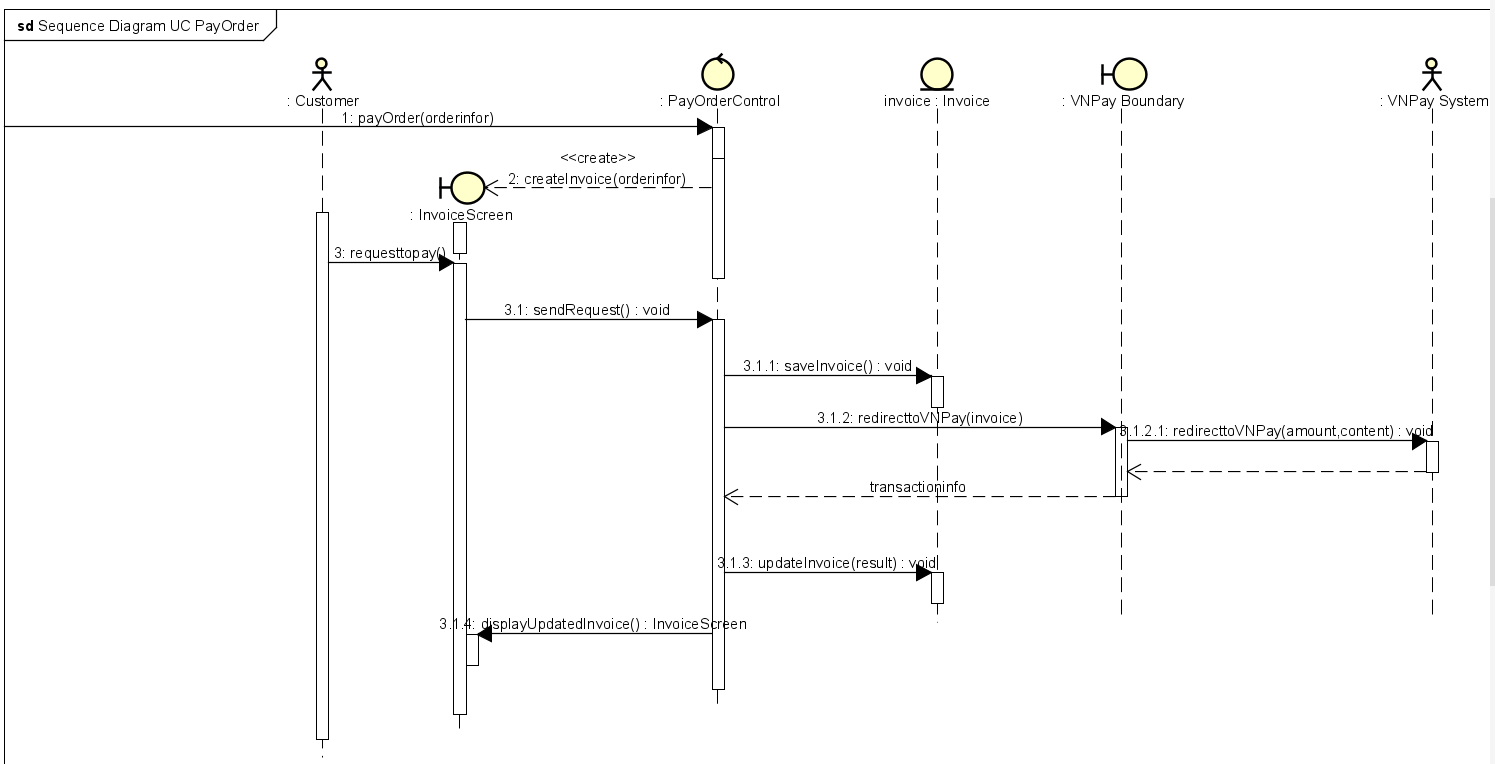 sd Sequence Diagram UC PayOrder
: Customer
: PayOrderControl
invoice : Invoice
: VNPay Boundary
: VNPay System
1: payOrder(orderinfor)
<<create>>
2: createInvoice(orderinfor)
: InvoiceScreen
3: requesttopay()
3.1: sendRequest() : void
3.1.1: saveInvoice() : void
3.1.2: redirecttoVNPay(invoice)
3.1.2.1: redirecttoVNPay(amount,content) : void
transactioninfo
3.1.3: updateInvoice(result) : void
3.1.4: displayUpdatedInvoice() : InvoiceScreen